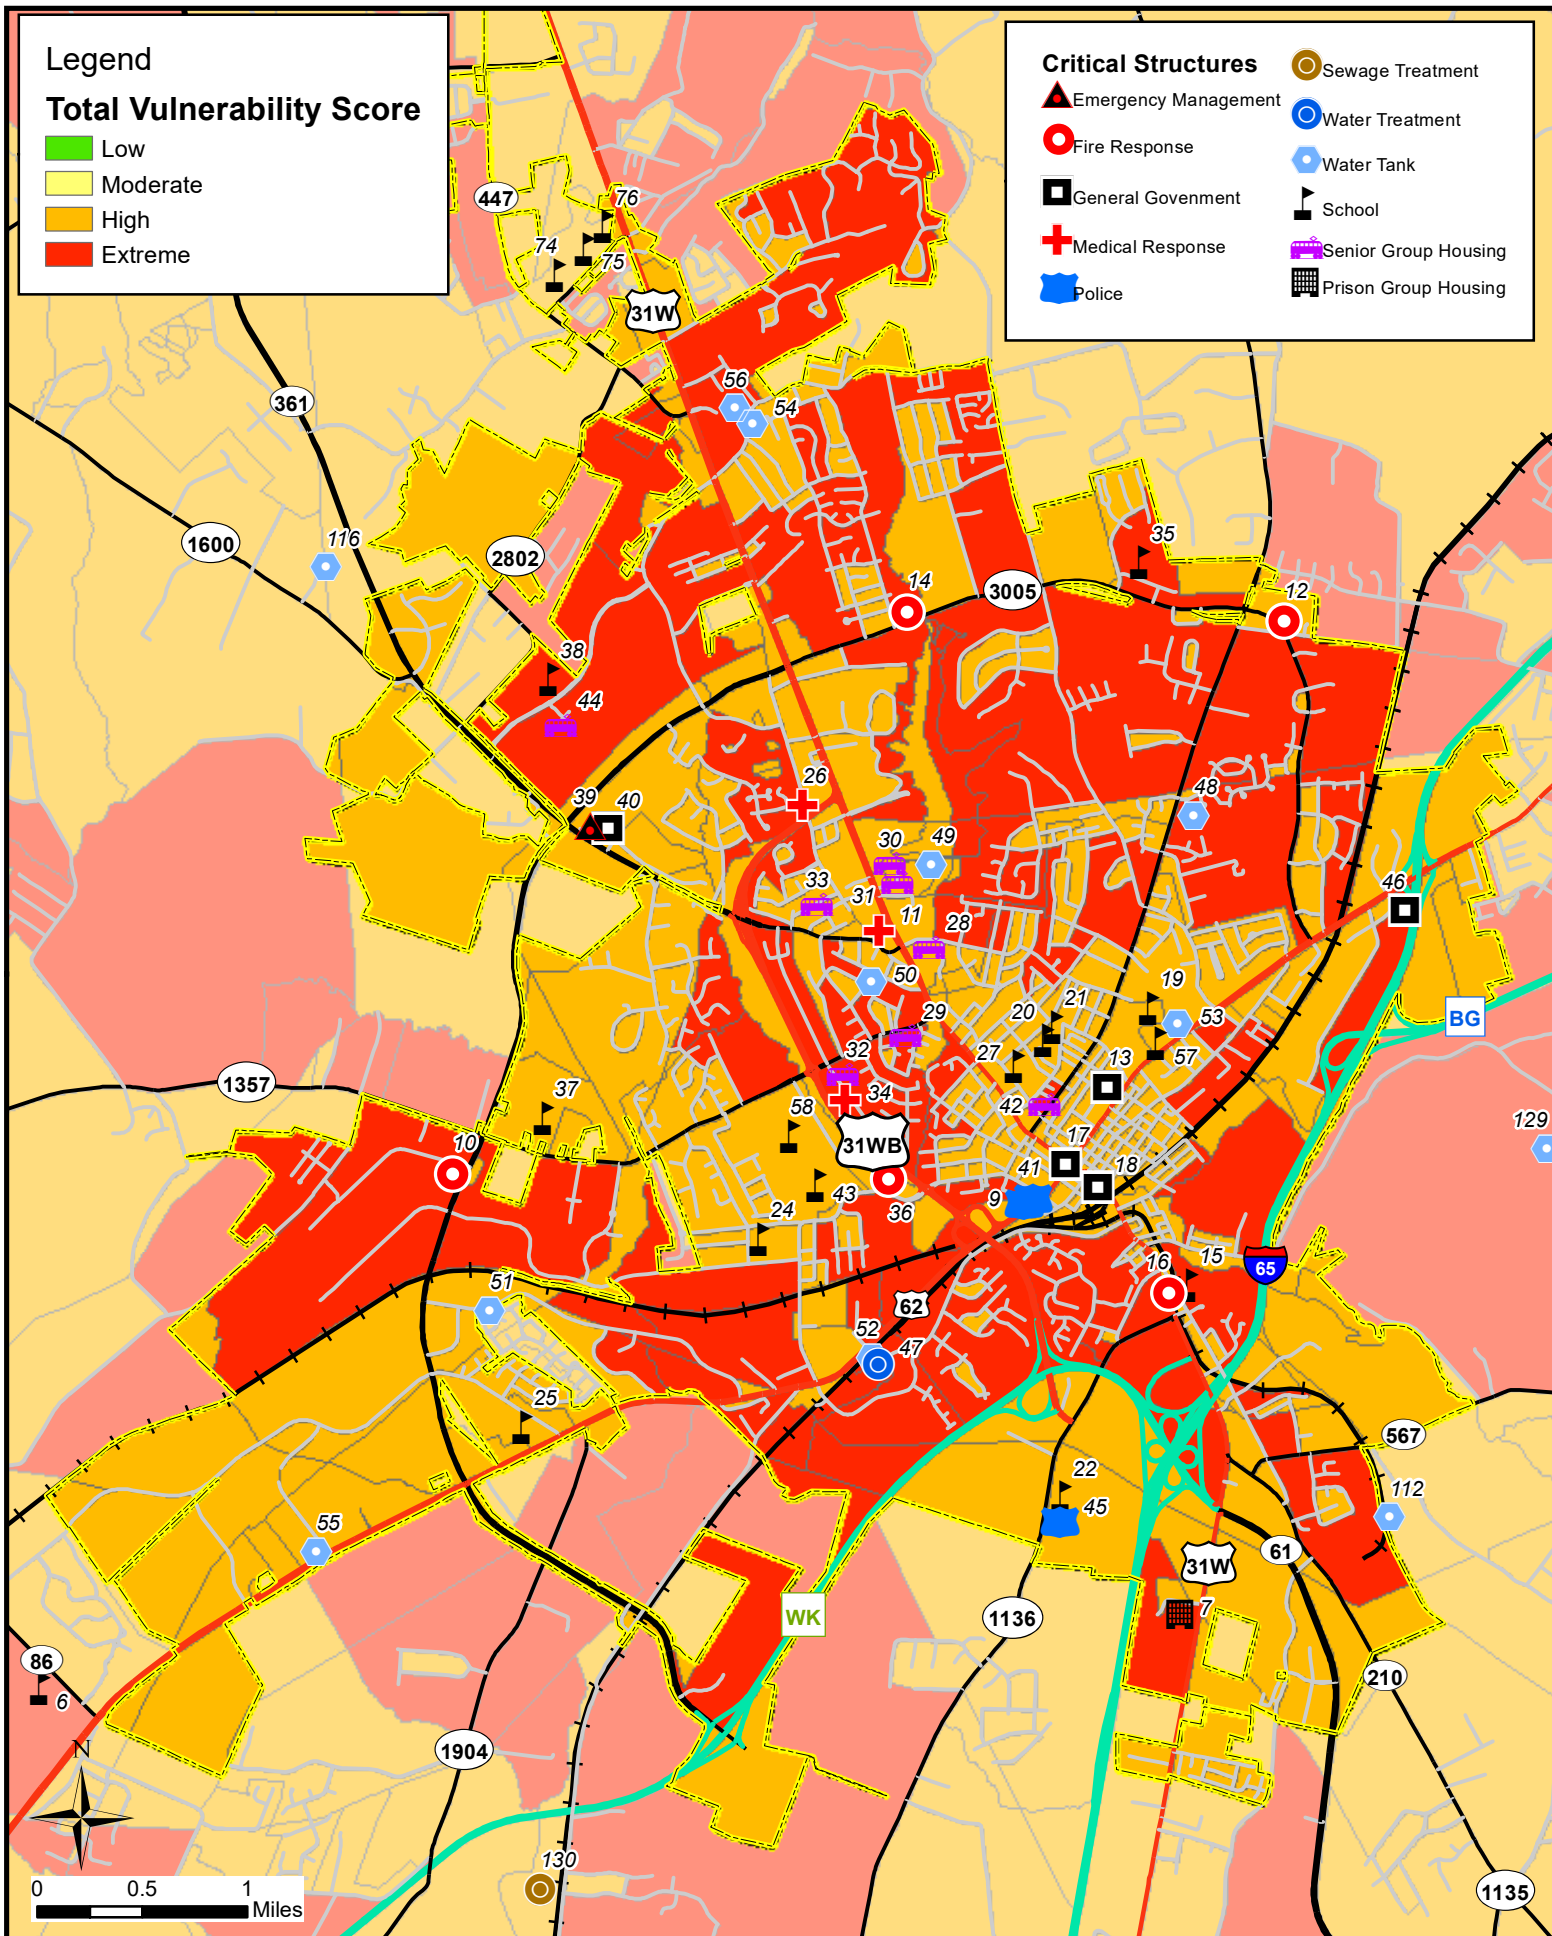 Legend
Total Vulnerability Score
Low
Moderate
High
Extreme
Critical Structures
Emergency Management
Fire Response
General Govenment
Medical Response
Police
Sewage Treatment
Water Treatment
Water Tank
School
Senior Group Housing
Prison Group Housing
447
76
74
75
31W
361
56
54
1600
116
2802
35
14
3005
12
38
44
26
39
40
48
30
49
33
31
11
28
46
50
19
20
21
53
29
BG
27
13
57
32
1357
37
34
42
58
129
10
31WB
17
41
18
43
9
24
36
16
15
65
51
62
52
47
25
567
22
112
45
55
61
31W
WK
1136
7
86
6
210
N
1904
130
0 0.5 1
Miles
1135